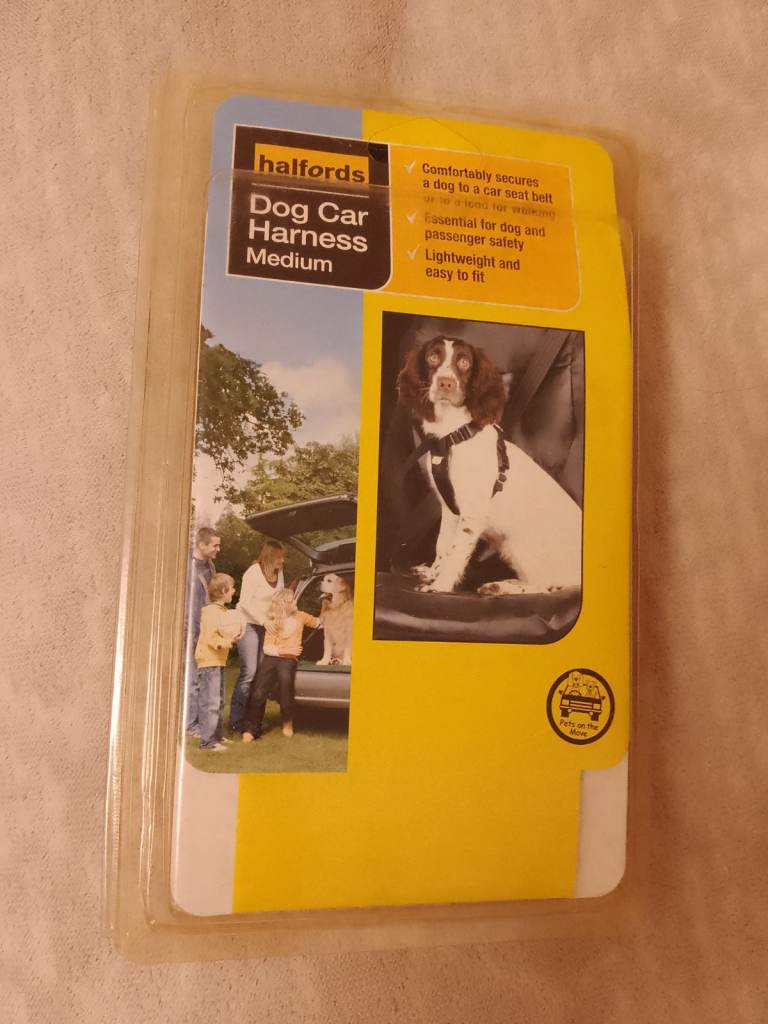 halfords
Dog Car
Harness
Medium
Comfortably secures
a dog to a car seat belt
or to a lead for walking
Essential for dog and
passenger safety
Lightweight and
easy to fit
Pets on the
Move